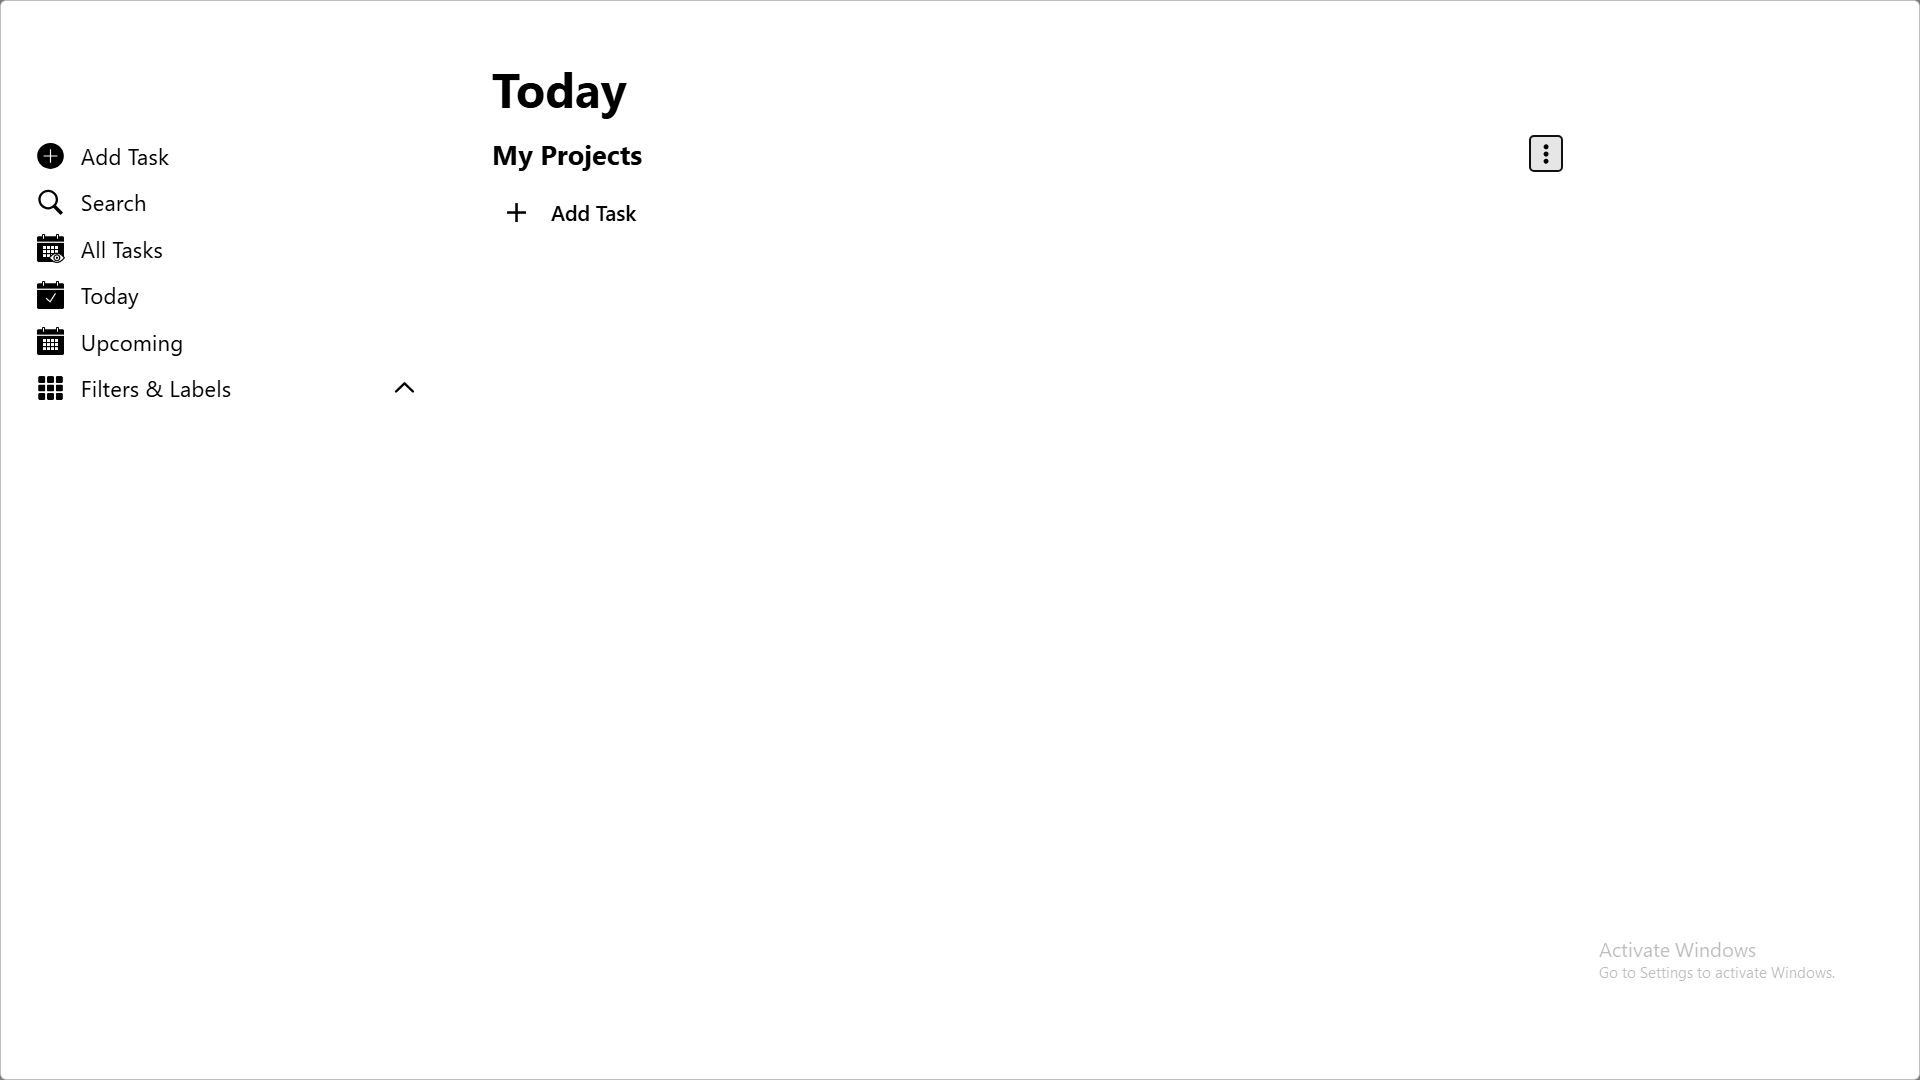 Today
My Projects
Add Task
Add Task
Search
All Tasks
Today
Upcoming
Filters & Labels
Activate Windows
Go to Settings to activate Windows.